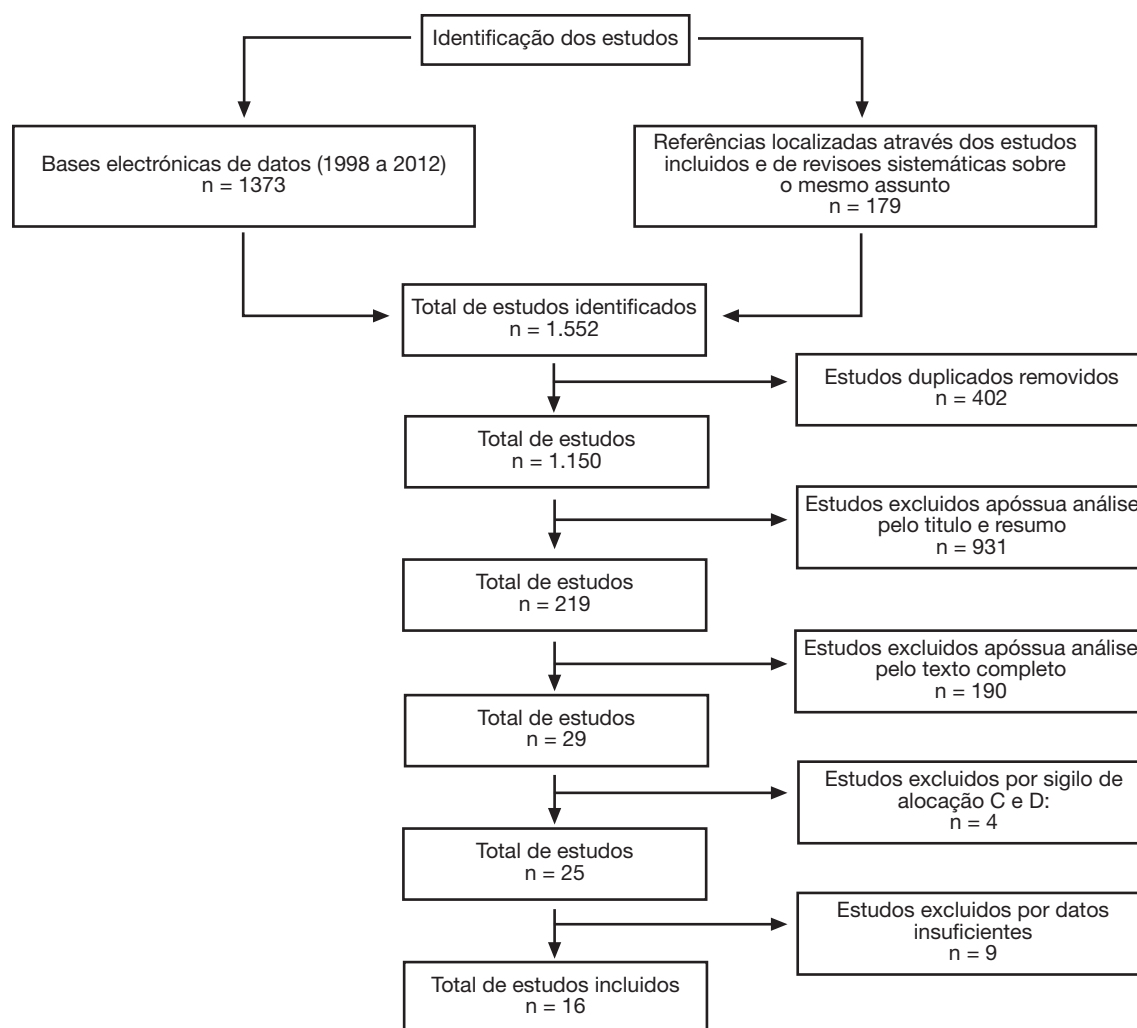 Identificação dos estudos
Bases electrónicas de datos (1998 a 2012)
n = 1373
Referências localizadas através dos estudos
incluidos e de revisoes sistemáticas sobre
o mesmo assunto
n = 179
Total de estudos identificados
n = 1.552
Estudos duplicados removidos
n = 402
Total de estudos
n = 1.150
Estudos excluidos apóssua análise
pelo titulo e resumo
n = 931
Total de estudos
n = 219
Estudos excluidos apóssua análise
pelo texto completo
n = 190
Total de estudos
n = 29
Estudos excluidos por sigilo de
alocação C e D:
n = 4
Total de estudos
n = 25
Estudos excluidos por datos
insuficientes
n = 9
Total de estudos incluidos
n = 16